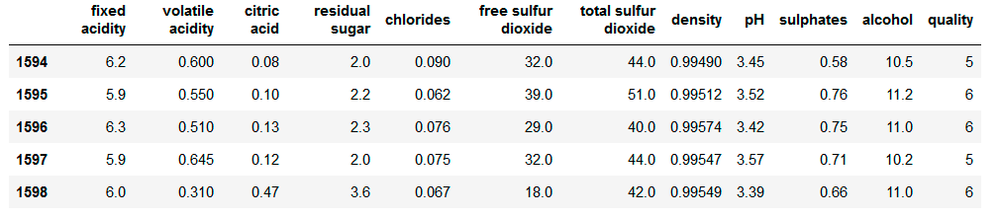 fixed acidity volatile acidity citric acid residual sugar chlorides free sulfur dioxide total sulfur dioxide density pH sulphates alcohol quality
1594 6.2 0.600 0.08 2.0 0.090 32.0 44.0 0.99490 3.45 0.58 10.5 5
1595 5.9 0.550 0.10 2.2 0.062 39.0 51.0 0.99512 3.52 0.76 11.2 6
1596 6.3 0.510 0.13 2.3 0.076 29.0 40.0 0.99574 3.42 0.75 11.0 6
1597 5.9 0.645 0.12 2.0 0.075 32.0 44.0 0.99547 3.57 0.71 10.2 5
1598 6.0 0.310 0.47 3.6 0.067 18.0 42.0 0.99549 3.39 0.66 11.0 6